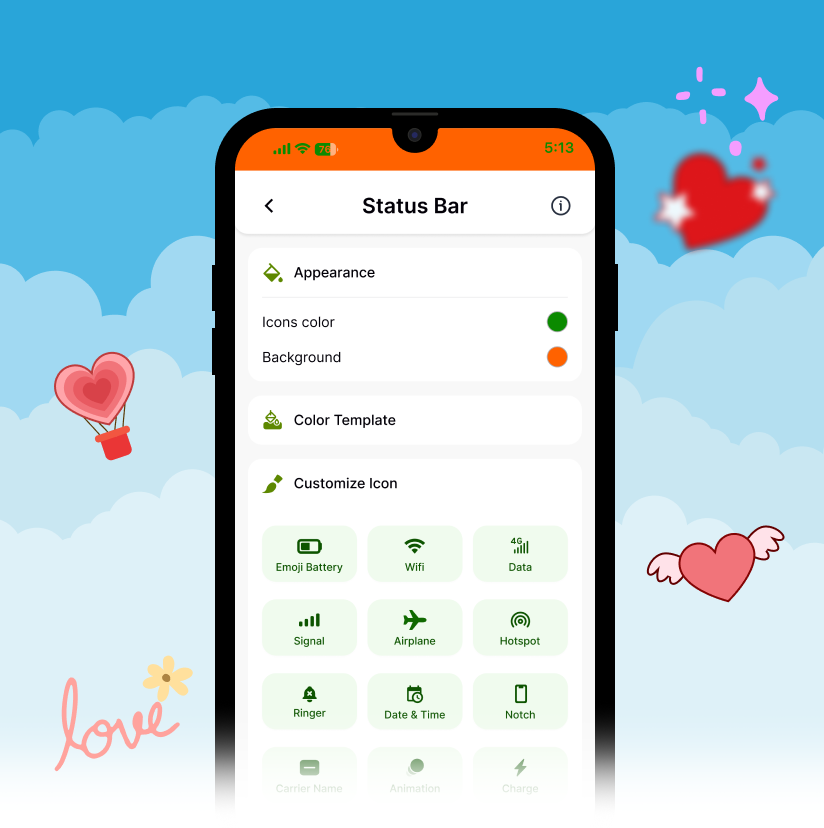 76
5:13
Status Bar
Appearance
Icons color
Background
Color Template
Customize Icon
Emoji Battery
Wifi
4G
Data
Signal
Airplane
Hotspot
Ringer
Date & Time
Notch
Carrier Name
Animation
Charge
love